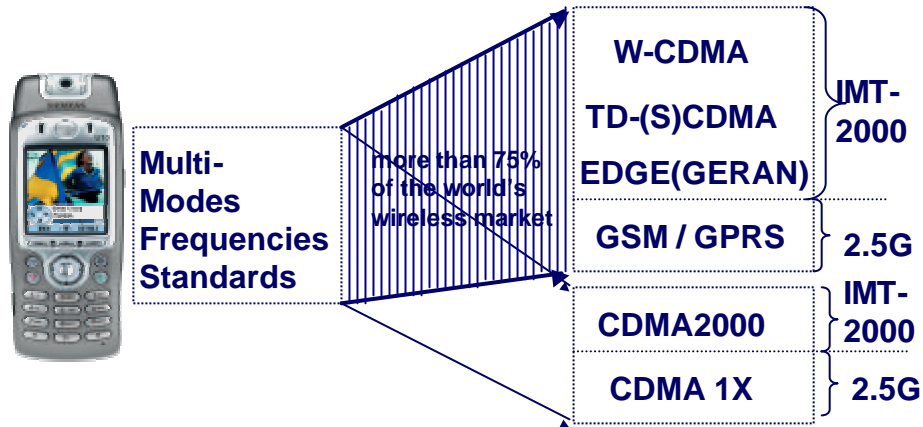 SIEMENS
Multi-
Modes
Frequencies
Standards
more than 75%
of the world's
wireless market
W-CDMA
TD-(S)CDMA
EDGE(GERAN)
IMT-
2000
GSM / GPRS
2.5G
CDMA2000
IMT-
2000
CDMA 1X
2.5G